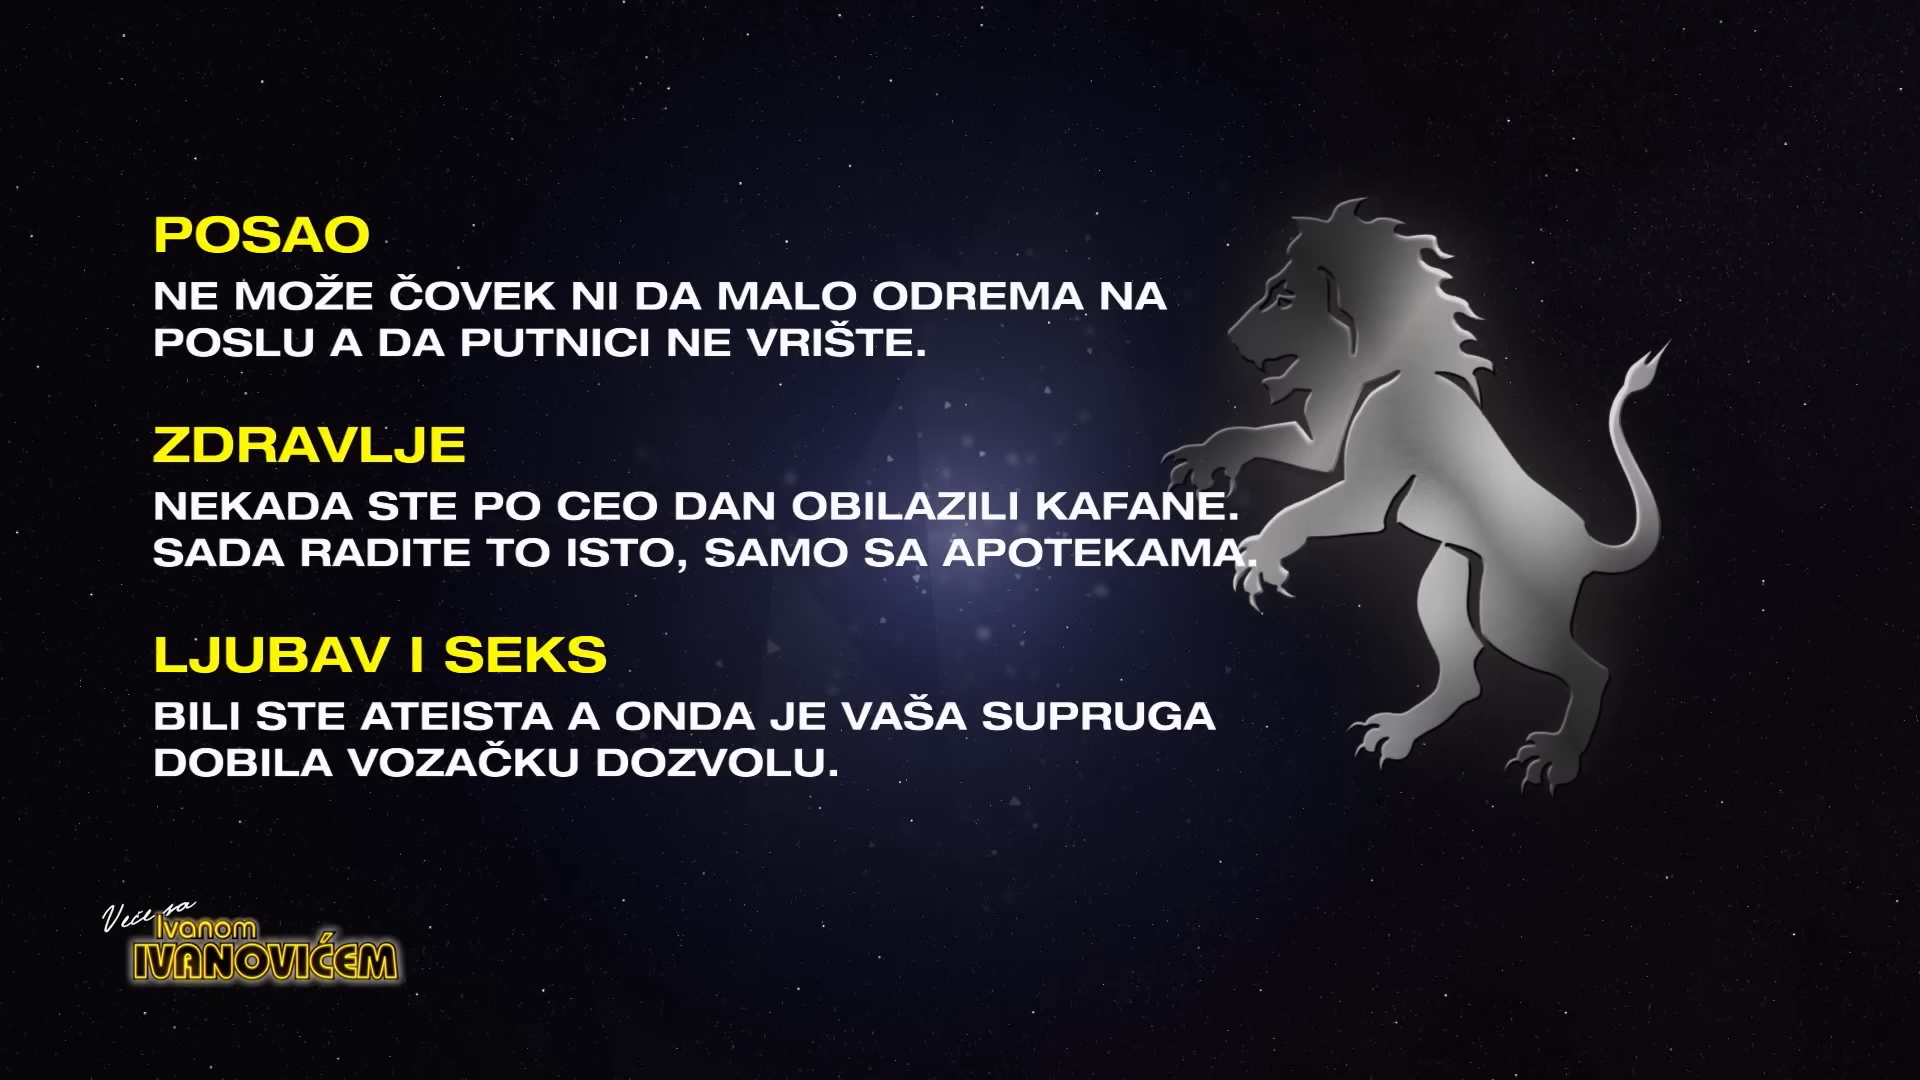 POSAO
NE MOŽE ČOVEK NI DA MALO ODREMA NA
POSLU A DA PUTNICI NE VRIŠTE.
ZDRAVLJE
NEKADA STE PO CEO DAN OBILAZILI KAFANE.
SADA RADITE TO ISTO, SAMO SA APOTEKAMA.
LJUBAV I SEKS
BILI STE ATEISTA A ONDA JE VAŠA SUPRUGA
DOBILA VOZAČKU DOZVOLU.
Veče sa
Ivanom
IVANOVIĆEM